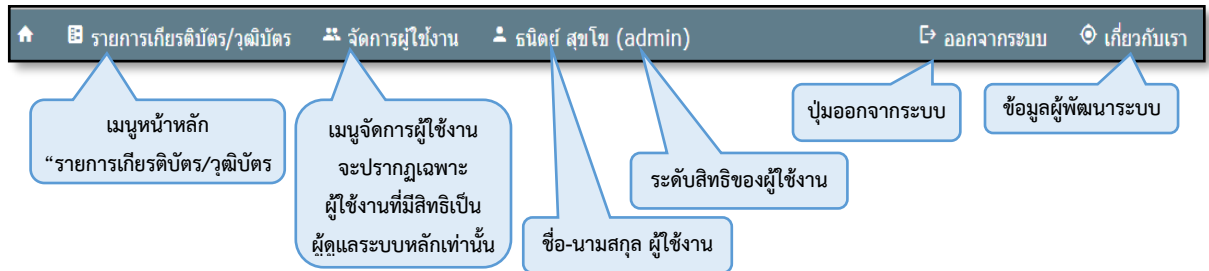 รายการเกียรติบัตร/วุฒิบัตร จัดการผู้ใช้งาน ธนิตย์ สุขโข (admin) ออกจากระบบ เกี่ยวกับเรา
เมนูหน้าหลัก
“รายการเกียรติบัตร/วุฒิบัตร
เมนูจัดการผู้ใช้งาน
จะปรากฏเฉพาะ
ผู้ใช้งานที่มีสิทธิเป็น
ผู้ดูแลระบบหลักเท่านั้น
ชื่อ-นามสกุล ผู้ใช้งาน
ระดับสิทธิของผู้ใช้งาน
ปุ่มออกจากระบบ
ข้อมูลผู้พัฒนาระบบ